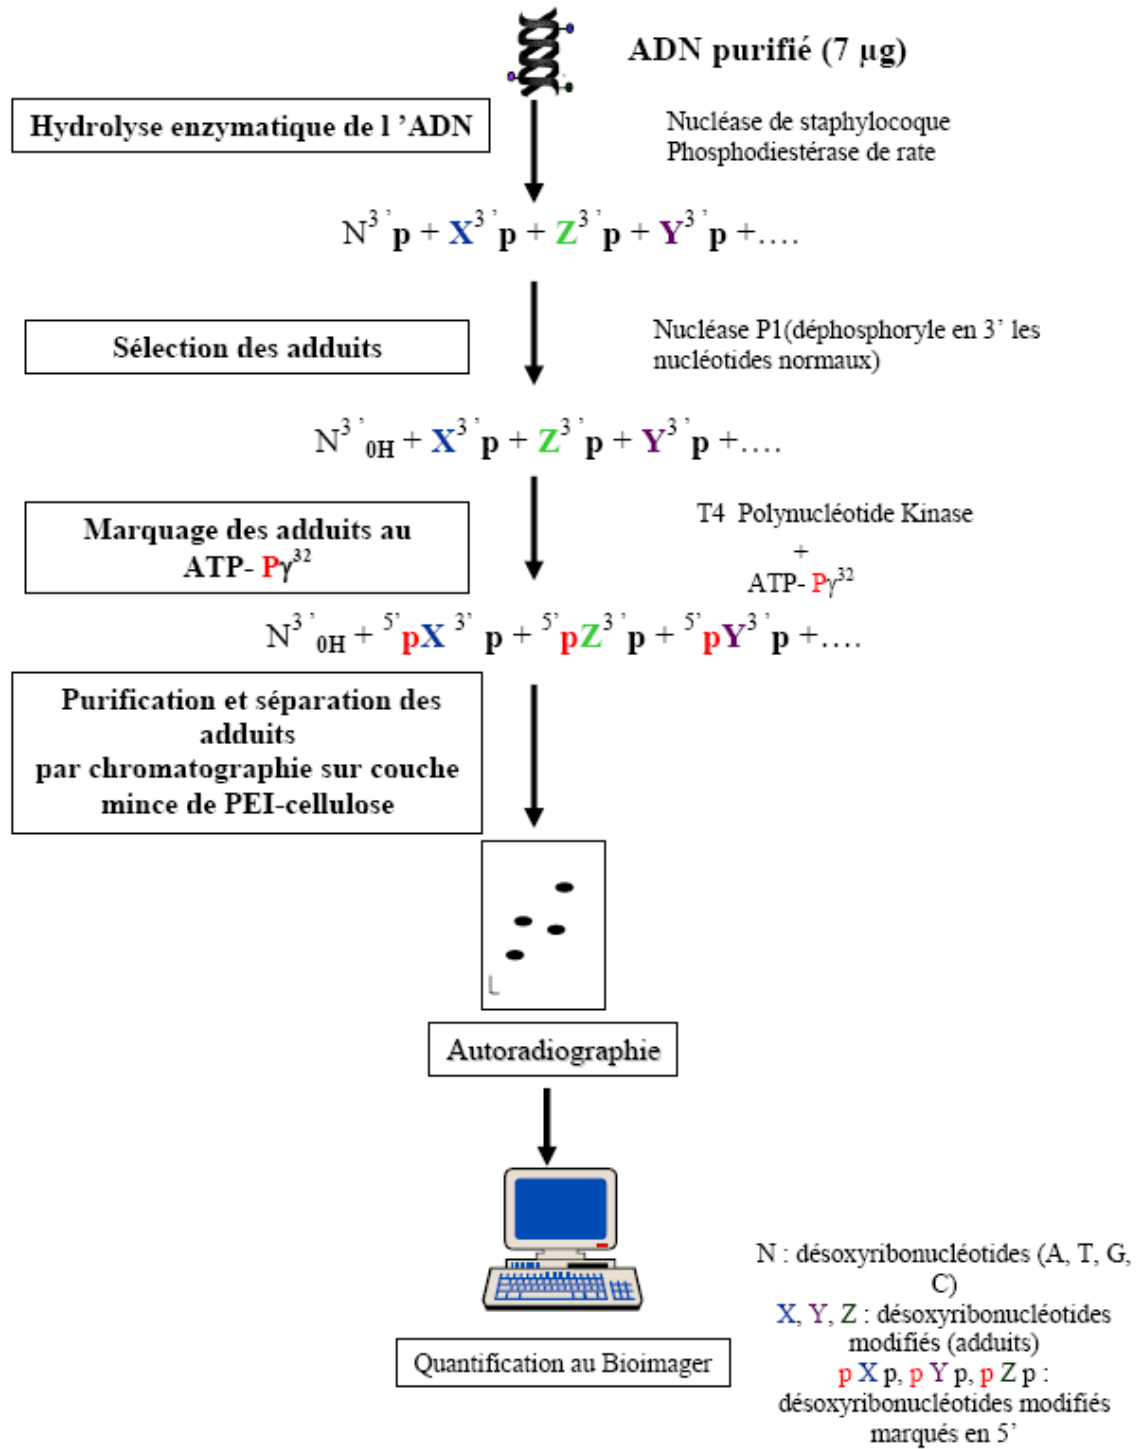 ADN purifié (7 µg)
Hydrolyse enzymatique de l ’ADN
Nucléase de staphylocoque
Phosphodiestérase de rate
N3 ’p + X3 ’p + Z3 ’p + Y3 ’p +....
Sélection des adduits
Nucléase P1(déphosphoryle en 3’ les
nucléotides normaux)
N3 ’0H + X3 ’p + Z3 ’p + Y3 ’p +....
Marquage des adduits au
ATP- Pγ32
T4 Polynucléotide Kinase
+
ATP- Pγ32
N3 ’0H + 5’pX 3’ p + 5’pZ3 ’p + 5’pY3 ’p +....
Purification et séparation des
adduits
par chromatographie sur couche
mince de PEI-cellulose
Autoradiographie
Quantification au Bioimager
N : désoxyribonucléotides (A, T, G,
C)
X, Y, Z : désoxyribonucléotides
modifiés (adduits)
p X p, p Y p, p Z p :
désoxyribonucléotides modifiés
marqués en 5’